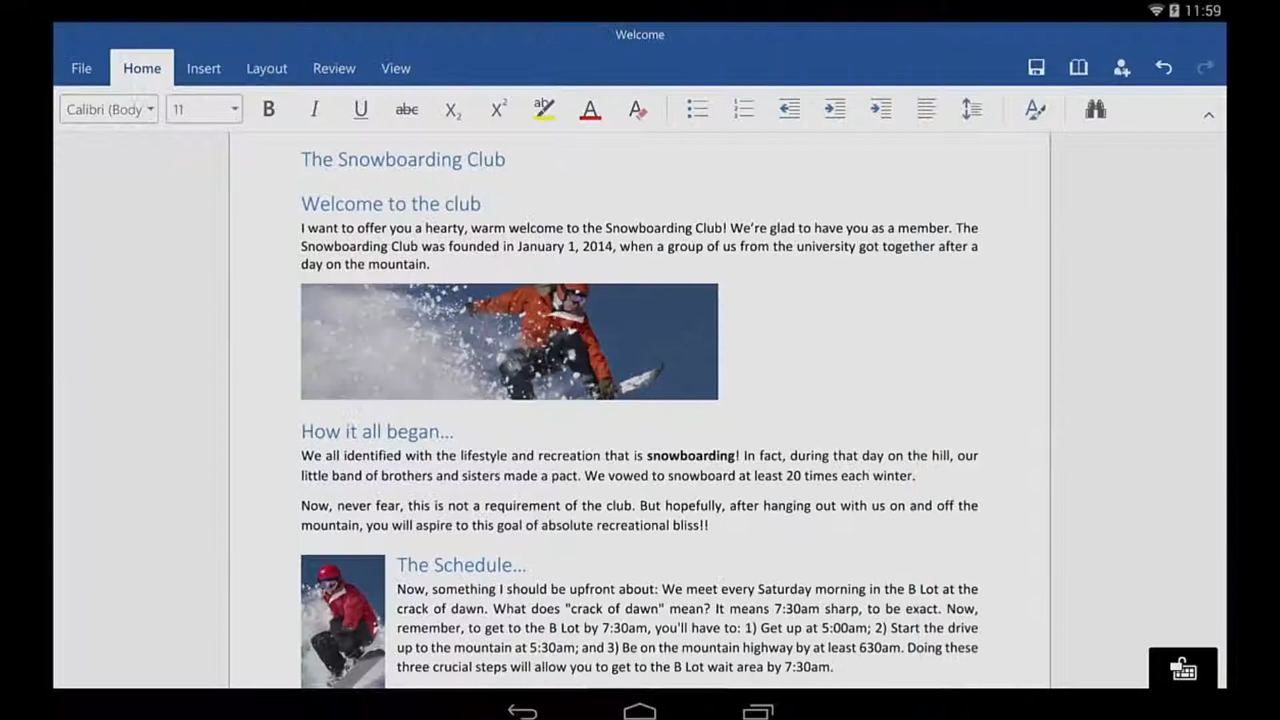 11:59
Welcome
File Home Insert Layout Review View
Calibri (Body 11 B I U abc X₂ X² ab A A
The Snowboarding Club
Welcome to the club
I want to offer you a hearty, warm welcome to the Snowboarding Club! We’re glad to have you as a member. The
Snowboarding Club was founded in January 1, 2014, when a group of us from the university got together after a
day on the mountain.
How it all began…
We all identified with the lifestyle and recreation that is snowboarding! In fact, during that day on the hill, our
little band of brothers and sisters made a pact. We vowed to snowboard at least 20 times each winter.
Now, never fear, this is not a requirement of the club. But hopefully, after hanging out with us on and off the
mountain, you will aspire to this goal of absolute recreational bliss!!
The Schedule…
Now, something I should be upfront about: We meet every Saturday morning in the B Lot at the
crack of dawn. What does "crack of dawn" mean? It means 7:30am sharp, to be exact. Now,
remember, to get to the B Lot by 7:30am, you'll have to: 1) Get up at 5:00am; 2) Start the drive
up to the mountain at 5:30am; and 3) Be on the mountain highway by at least 630am. Doing these
three crucial steps will allow you to get to the B Lot wait area by 7:30am.